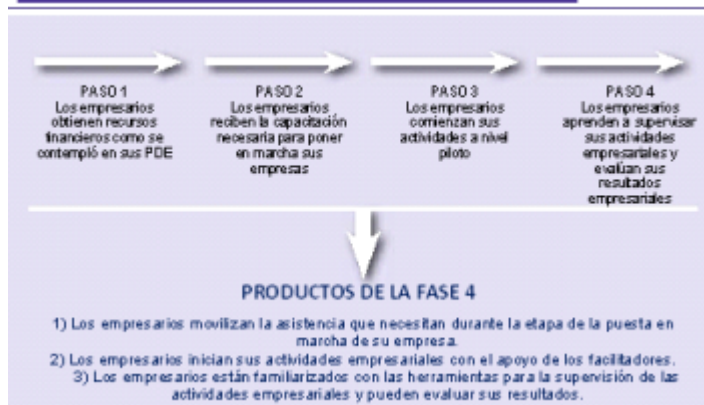 PASO 1
Los empresarios
obtienen recursos
financieros como se
contempló en sus PDE
PASO 2
Los empresarios
reciben la capacitación
necesaria para poner
en marcha sus
empresas
PASO 3
Los empresarios
comienzan sus
actividades a nivel
piloto
PASO 4
Los empresarios
aprenden a supervisar
sus actividades
empresariales y
evalúan sus
resultados
empresariales
PRODUCTOS DE LA FASE 4
1) Los empresarios movilizan la asistencia que necesitan durante la etapa de la puesta en
marcha de su empresa.
2) Los empresarios inician sus actividades empresariales con el apoyo de los facilitadores.
3) Los empresarios están familiarizados con las herramientas para la supervisión de las
actividades empresariales y pueden evaluar sus resultados.